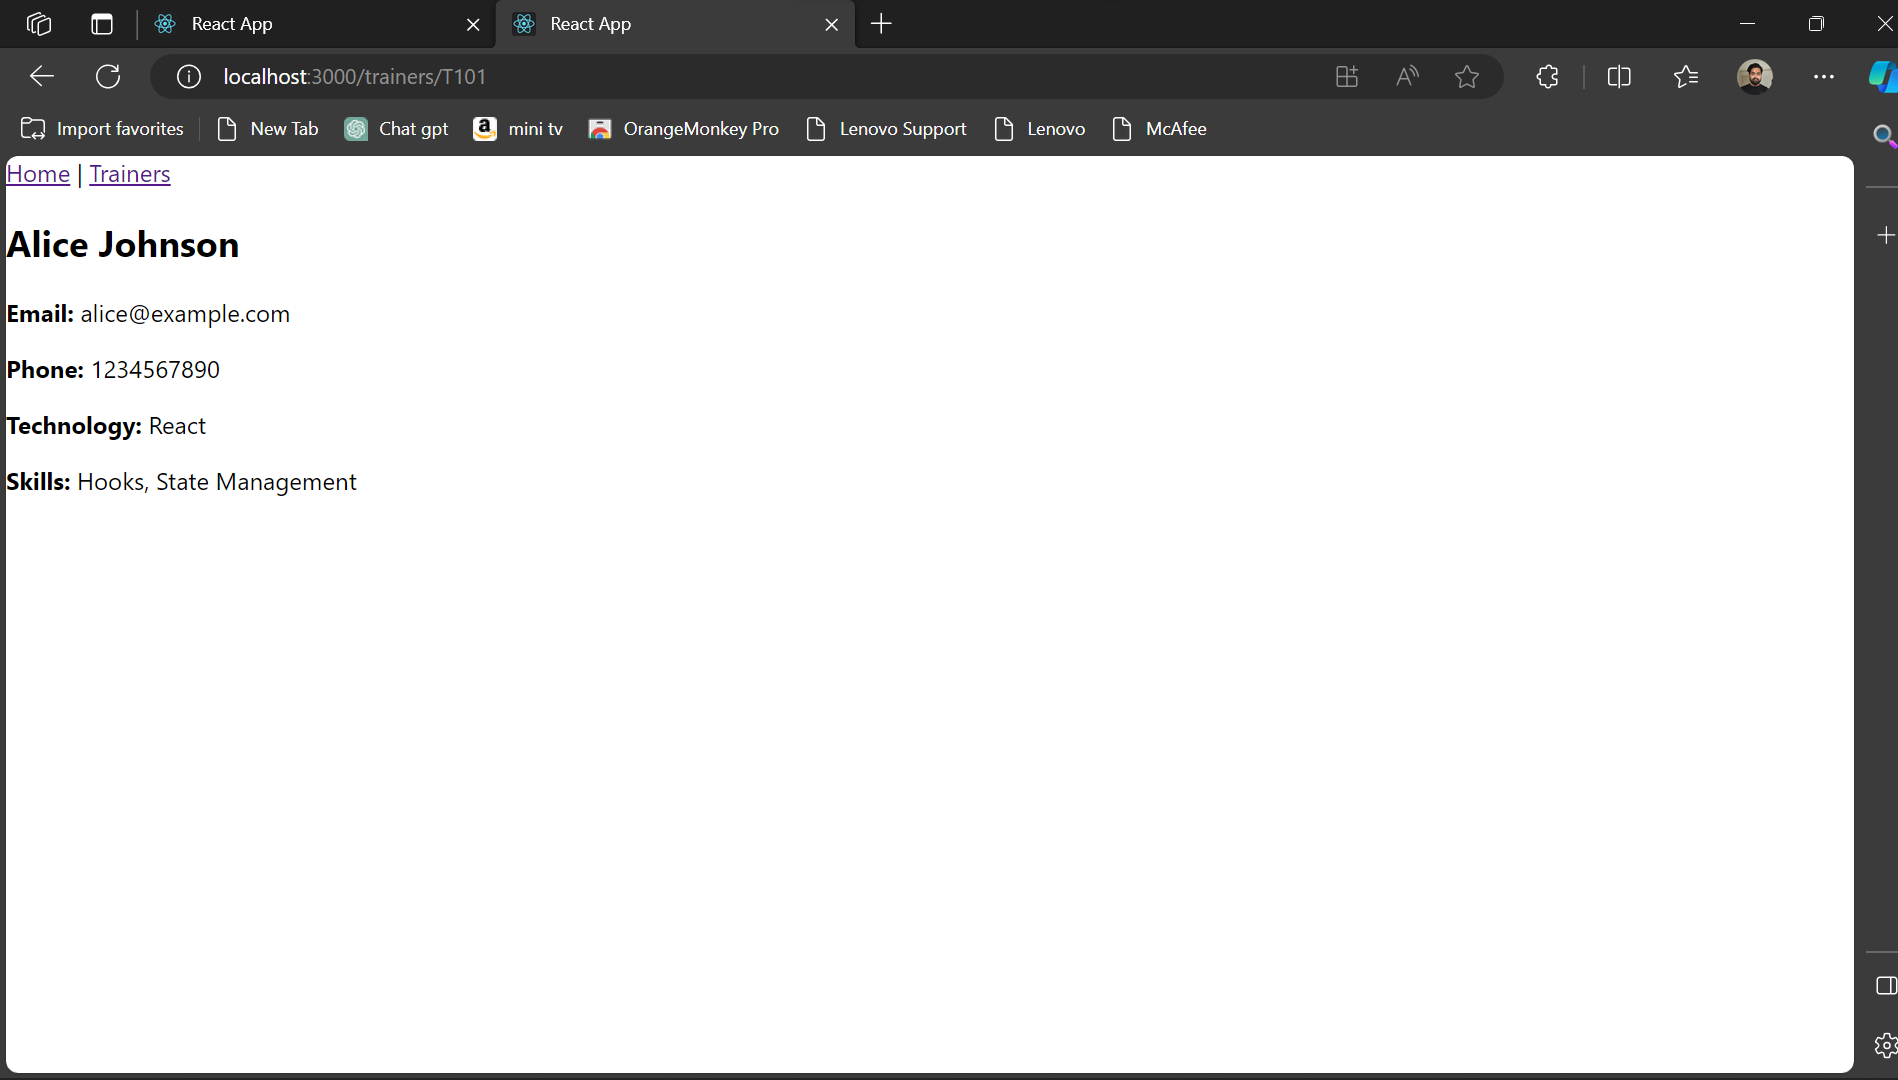 React App
React App
localhost:3000/trainers/T101
Import favorites
New Tab
Chat gpt
mini tv
OrangeMonkey Pro
Lenovo Support
Lenovo
McAfee
Home | Trainers
Alice Johnson
Email: alice@example.com
Phone: 1234567890
Technology: React
Skills: Hooks, State Management